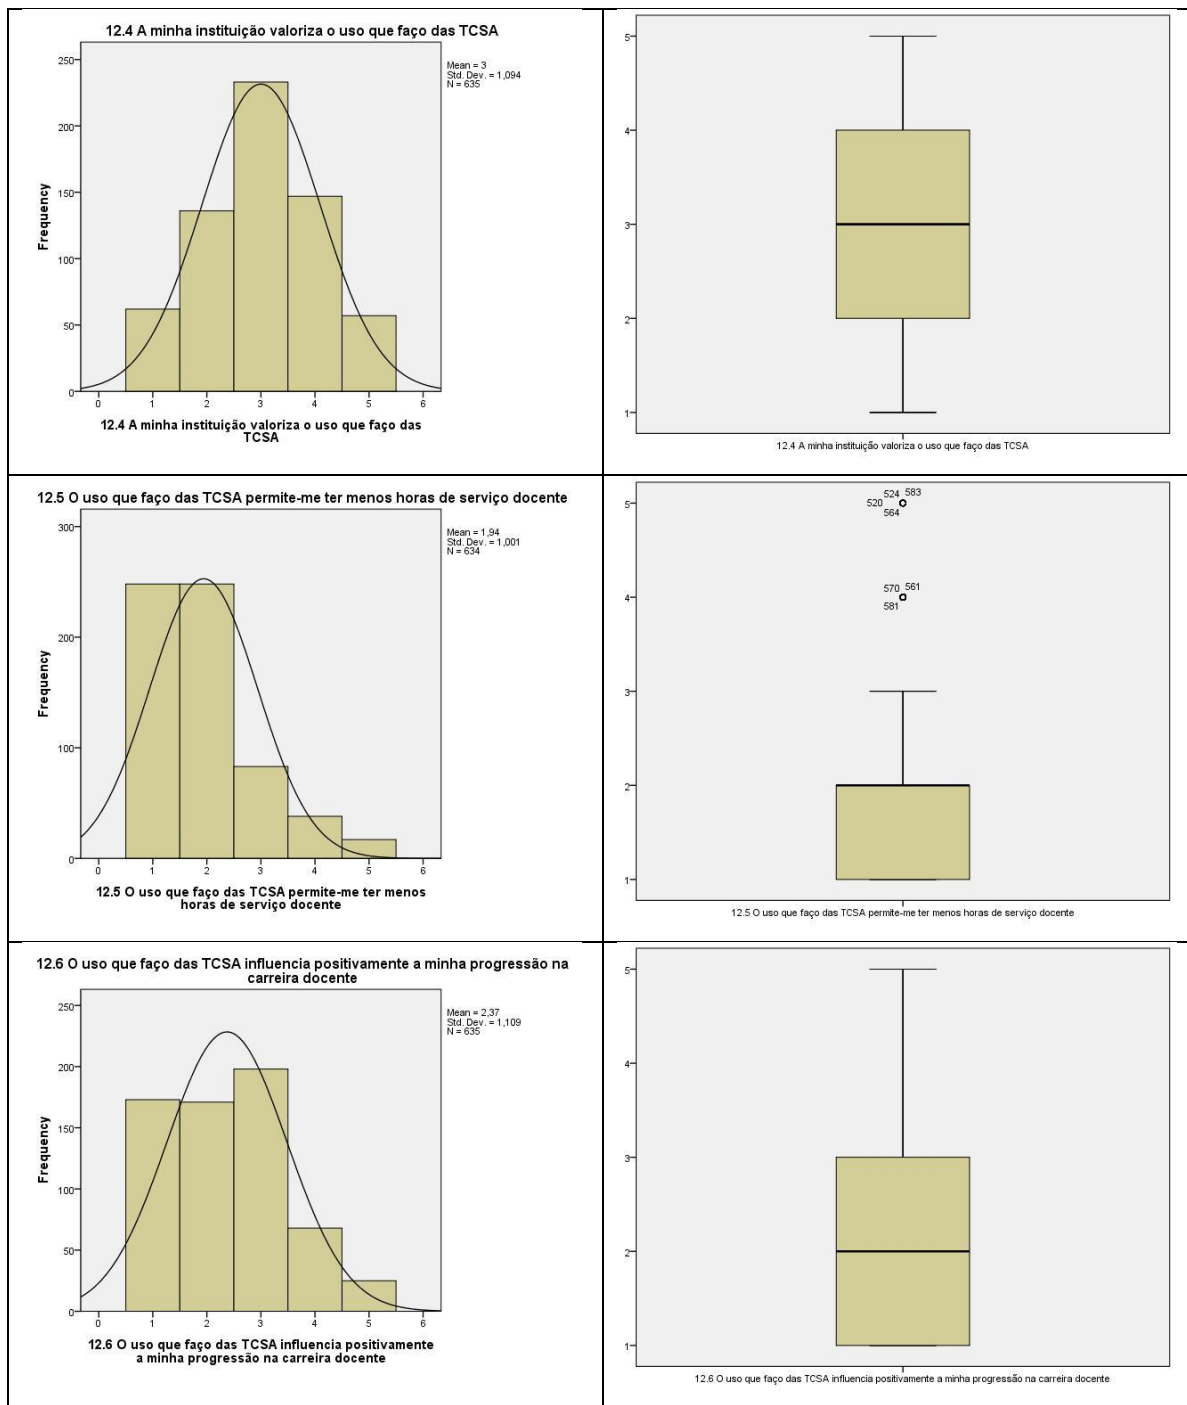 12.4 A minha instituição valoriza o uso que faço das TCSA
Mean = 3
Std. Dev. = 1,094
N = 635
Frequency
250
200
150
100
50
0
0 1 2 3 4 5 6
12.4 A minha instituição valoriza o uso que faço das
TCSA
5
4
3
2
1
12.4 A minha instituição valoriza o uso que faço das TCSA
12.5 O uso que faço das TCSA permite-me ter menos horas de serviço docente
Mean = 1,94
Std. Dev. = 1,001
N = 634
Frequency
300
200
100
0
0 1 2 3 4 5 6
12.5 O uso que faço das TCSA permite-me ter menos
horas de serviço docente
524 583
520
564
570 561
581
5
4
3
2
1
12.5 O uso que faço das TCSA permite-me ter menos horas de serviço docente
12.6 O uso que faço das TCSA influencia positivamente a minha progressão na
carreira docente
Mean = 2,37
Std. Dev. = 1,109
N = 635
Frequency
250
200
150
100
50
0
0 1 2 3 4 5 6
12.6 O uso que faço das TCSA influencia positivamente
a minha progressão na carreira docente
5
4
3
2
1
12.6 O uso que faço das TCSA influencia positivamente a minha progressão na carreira docente